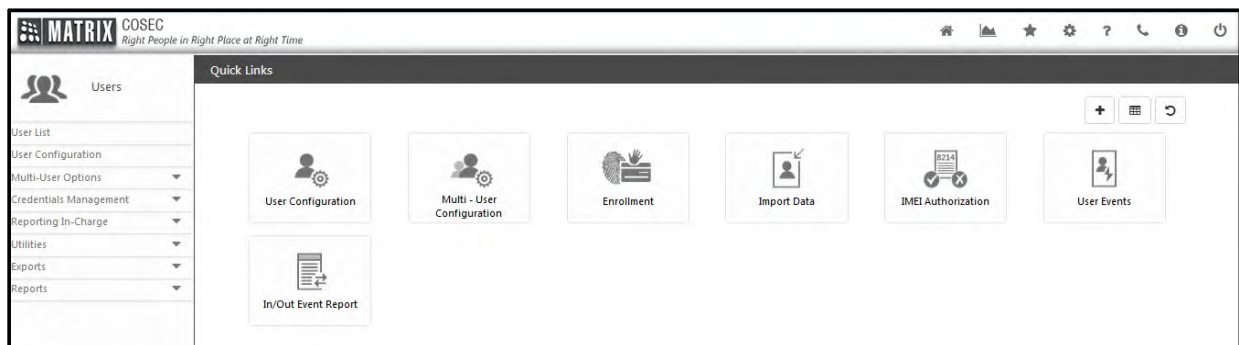 MATRIX COSEC
Right People in Right Place at Right Time
?
Users
Quick Links
User List
User Configuration
Multi-User Options
Credentials Management
Reporting In-Charge
Utilities
Exports
Reports
User Configuration
Multi - User
Configuration
Enrollment
Import Data
8214
IMEI Authorization
User Events
In/Out Event Report